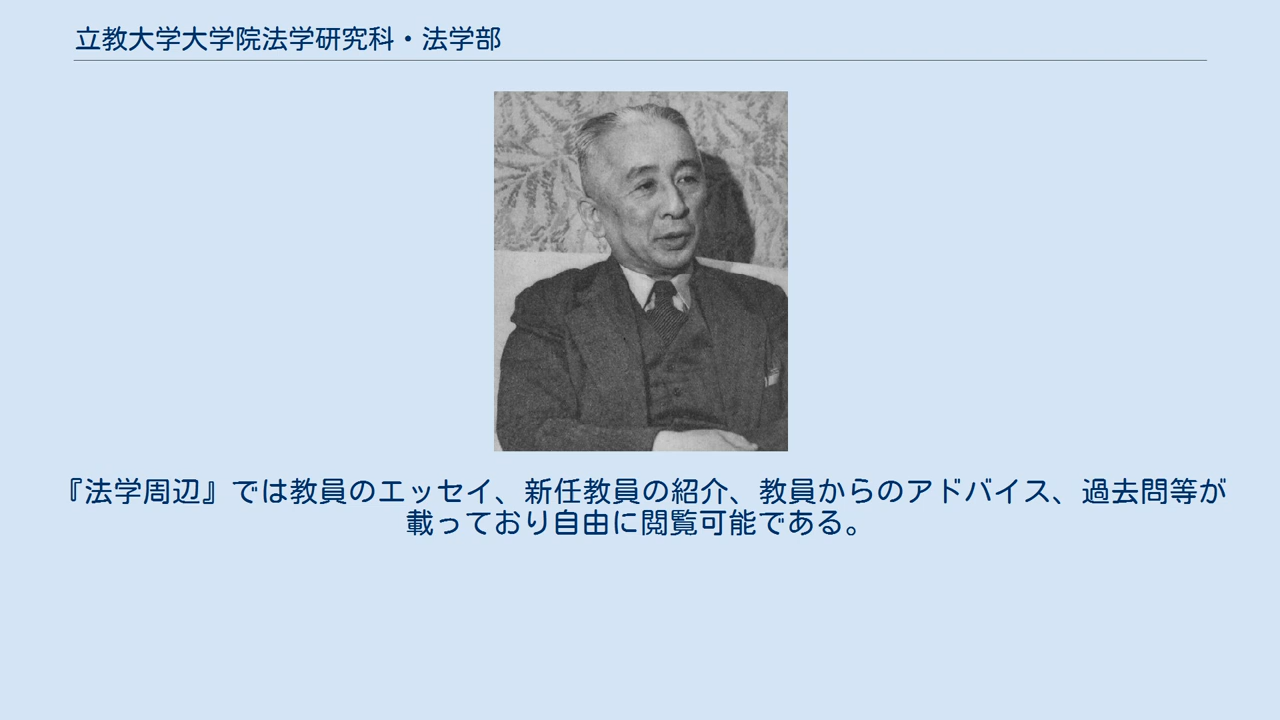 立教大学大学院法学研究科・法学部
『法学周辺』では教員のエッセイ、新任教員の紹介、教員からのアドバイス、過去問等が
載っており自由に閲覧可能である。